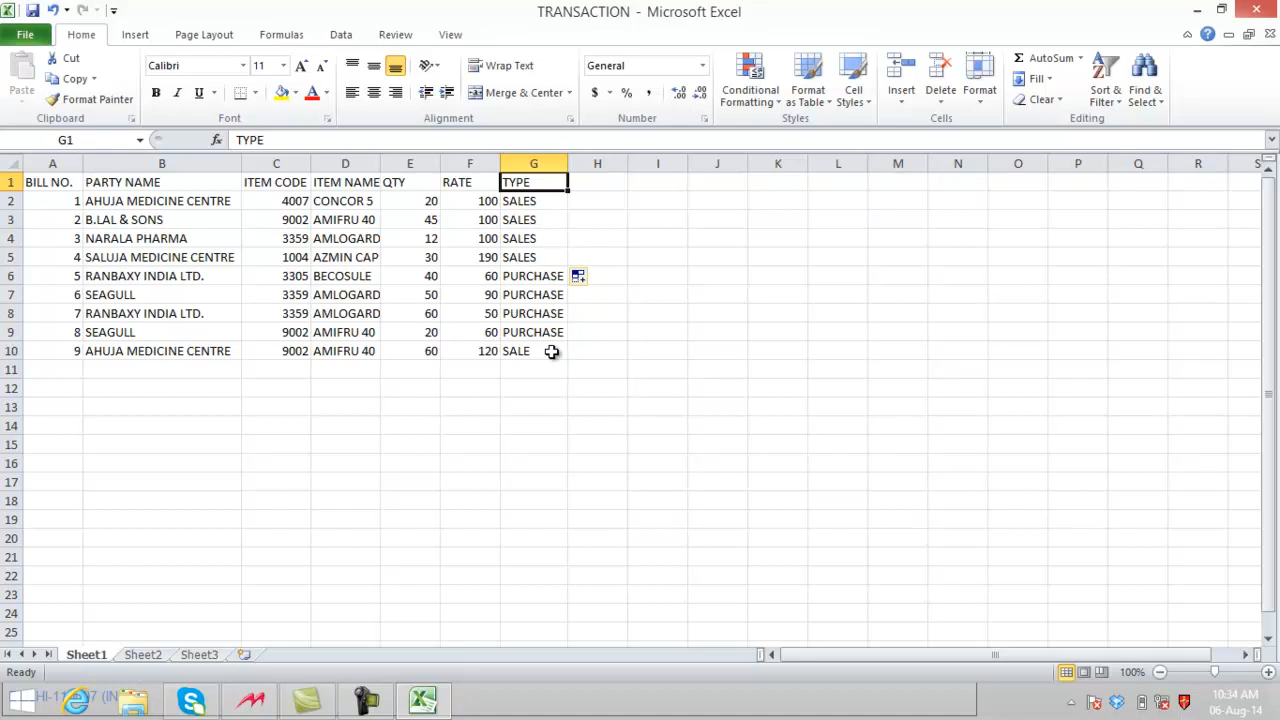 TRANSACTION - Microsoft Excel
File Home Insert Page Layout Formulas Data Review View
Cut
Copy
Format Painter
Paste
Clipboard
Calibri 11
B I U
Font
Wrap Text
Merge & Center
Alignment
General
$ % ,
Number
Conditional Formatting
Format as Table
Cell Styles
Styles
Insert Delete Format
Cells
Σ AutoSum
Fill
Clear
Sort & Filter
Find & Select
Editing
G1 fx TYPE
A B C D E F G H I J K L M N O P Q R S
1 BILL NO. PARTY NAME ITEM CODE ITEM NAME QTY RATE TYPE
2 1 AHUJA MEDICINE CENTRE 4007 CONCOR 5 20 100 SALES
3 2 B.LAL & SONS 9002 AMIFRU 40 45 100 SALES
4 3 NARALA PHARMA 3359 AMLOGARD 12 100 SALES
5 4 SALUJA MEDICINE CENTRE 1004 AZMIN CAP 30 190 SALES
6 5 RANBAXY INDIA LTD. 3305 BECOSULE 40 60 PURCHASE
7 6 SEAGULL 3359 AMLOGARD 50 90 PURCHASE
8 7 RANBAXY INDIA LTD. 3359 AMLOGARD 60 50 PURCHASE
9 8 SEAGULL 9002 AMIFRU 40 20 60 PURCHASE
10 9 AHUJA MEDICINE CENTRE 9002 AMIFRU 40 60 120 SALE
11
12
13
14
15
16
17
18
19
20
21
22
23
24
25
Sheet1 Sheet2 Sheet3
Ready 100%
10:34 AM
06-Aug-14